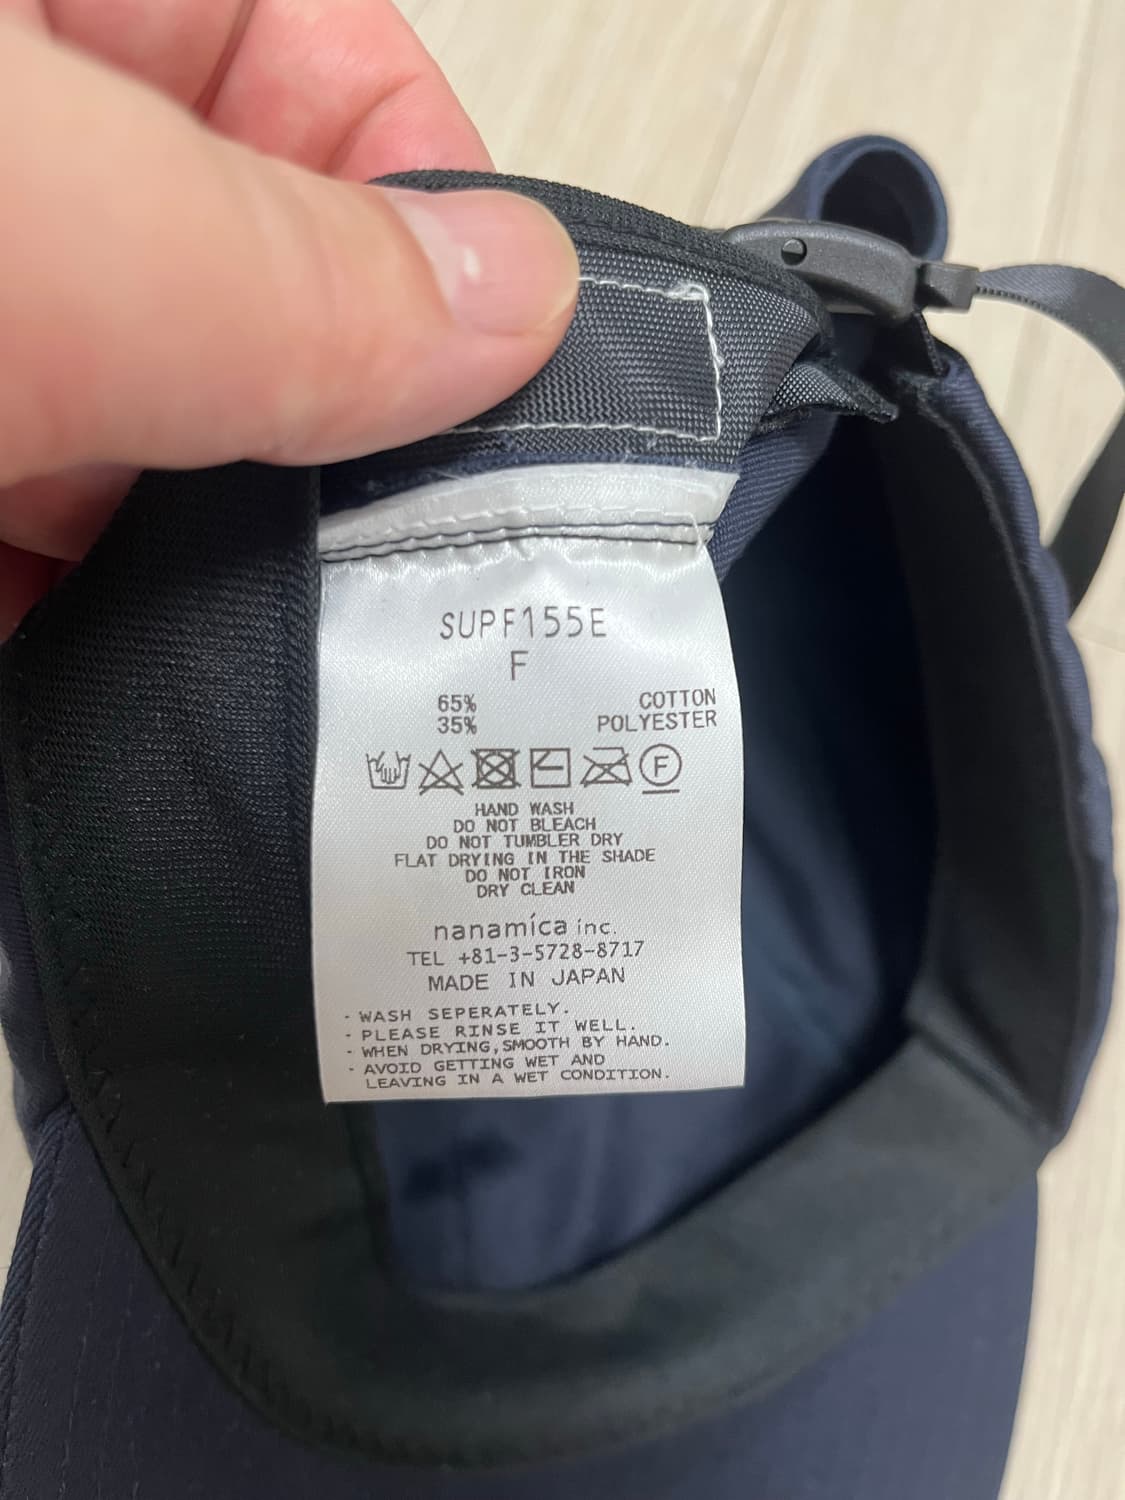 SUPF155E
F
65% COTTON
35% POLYESTER
F
HAND WASH
DO NOT BLEACH
DO NOT TUMBLER DRY
FLAT DRYING IN THE SHADE
DO NOT IRON
DRY CLEAN
nanamíca inc.
TEL +81-3-5728-8717
MADE IN JAPAN
· WASH SEPERATELY.
· PLEASE RINSE IT WELL.
· WHEN DRYING,SMOOTH BY HAND.
· AVOID GETTING WET AND
LEAVING IN A WET CONDITION.